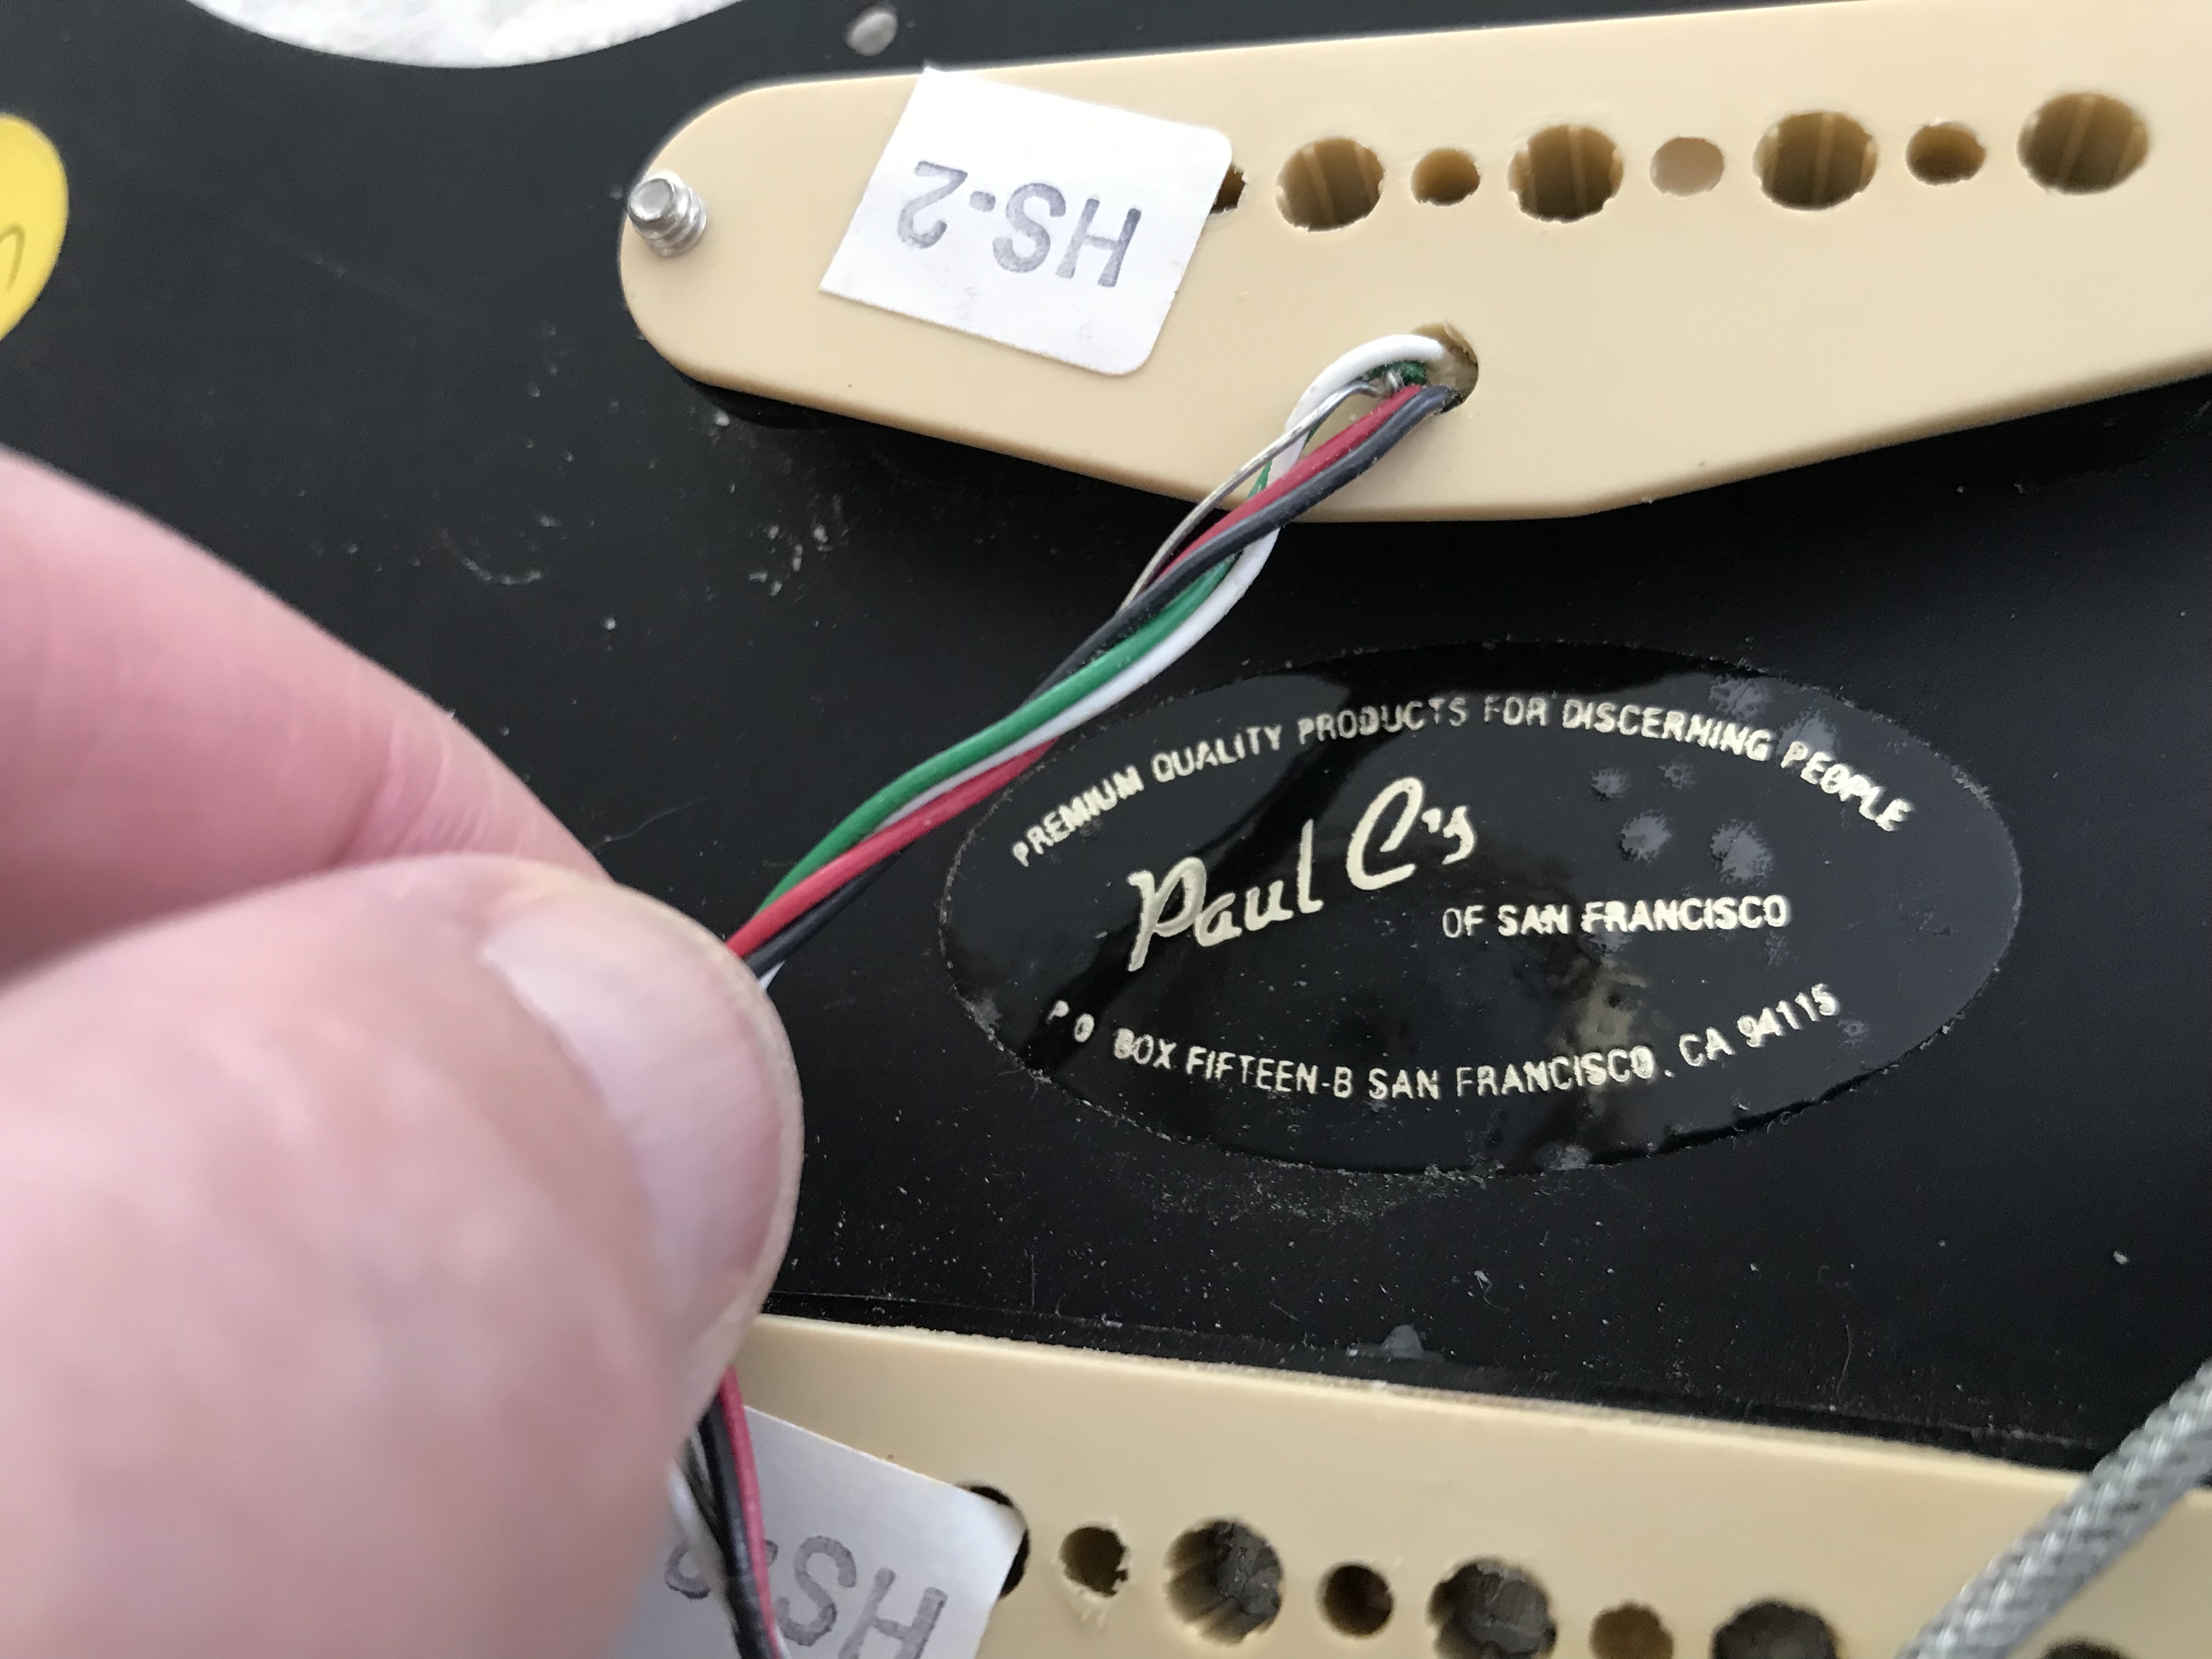 HS-2
PREMIUM QUALITY PRODUCTS FOR DISCERNING PEOPLE
Paul C's
OF SAN FRANCISCO
P O BOX FIFTEEN-B SAN FRANCISCO, CA 94115